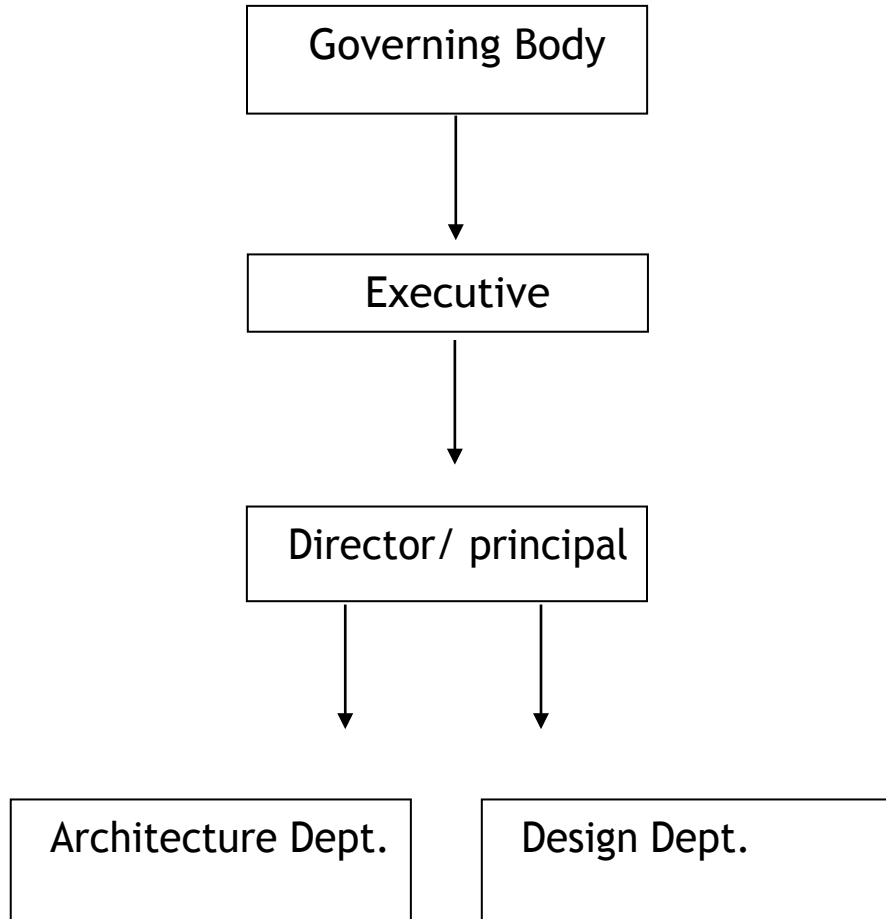 Governing Body
Executive
Director/ principal
Architecture Dept.
Design Dept.